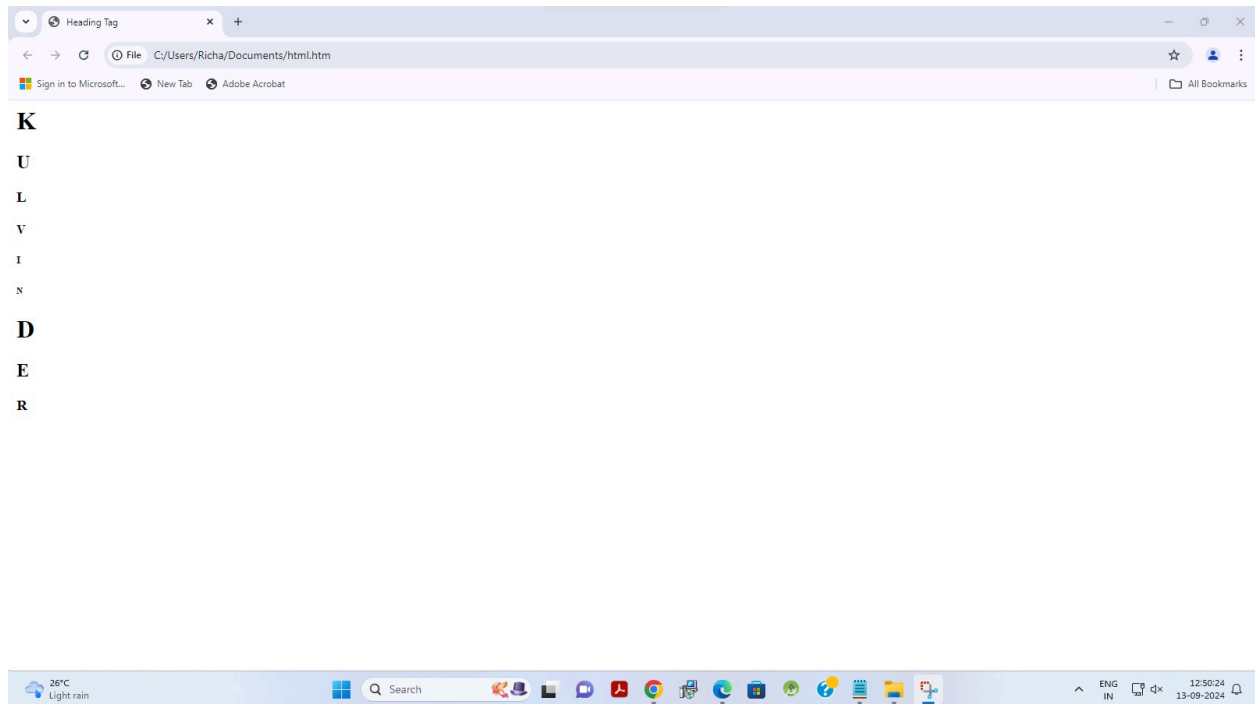 Heading Tag
File C:/Users/Richa/Documents/html.htm
Sign in to Microsoft... New Tab Adobe Acrobat All Bookmarks
K
U
L
V
I
N
D
E
R
26°C
Light rain
Search
ENG
IN
12:50:24
13-09-2024